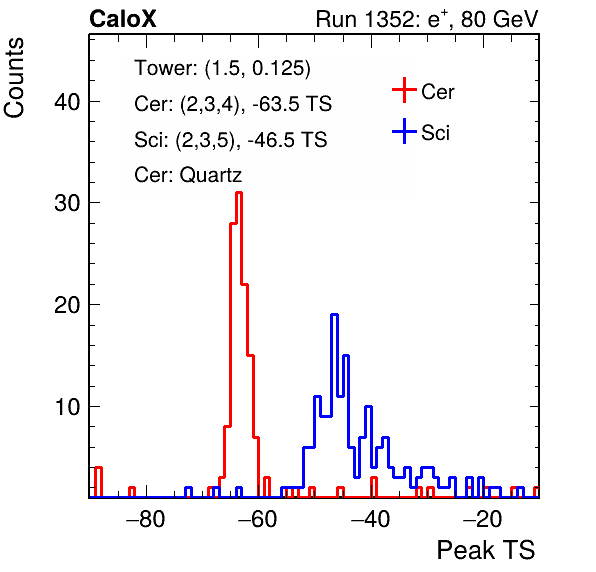 CaloX Run 1352: e⁺, 80 GeV
Counts
Tower: (1.5, 0.125)
Cer: (2,3,4), -63.5 TS
Sci: (2,3,5), -46.5 TS
Cer: Quartz
Cer
Sci
40
30
20
10
−80 −60 −40 −20
Peak TS